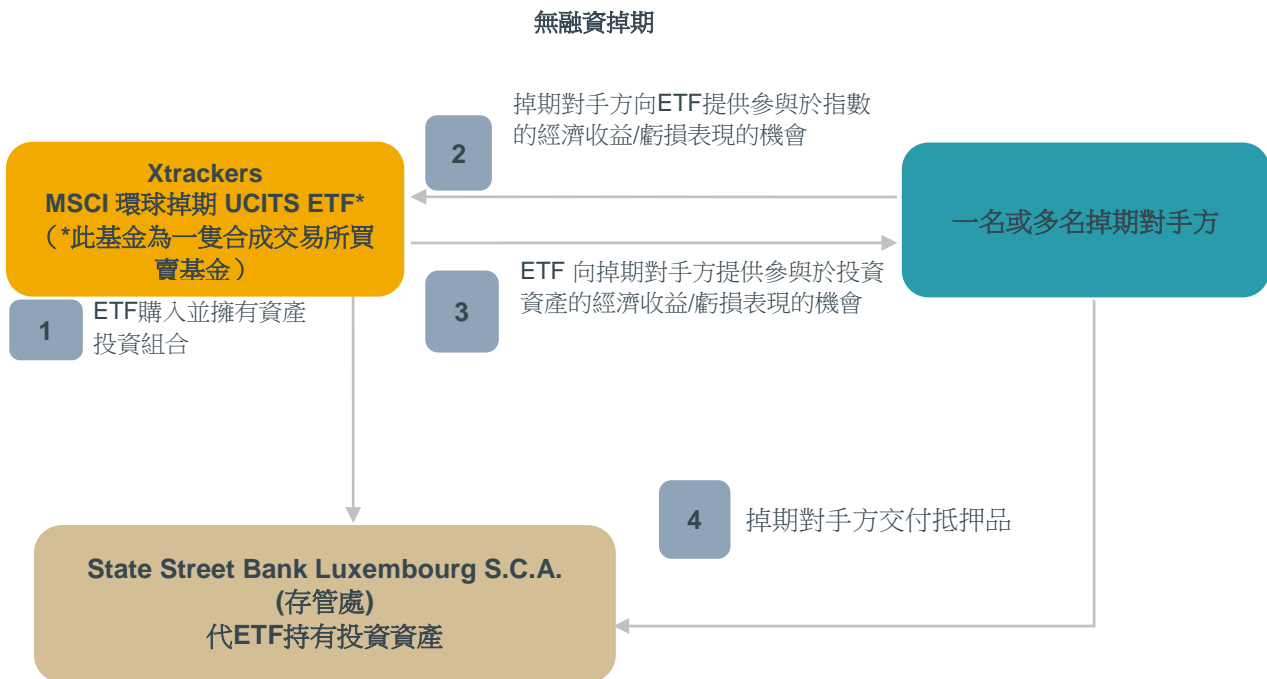 無融資掉期
掉期對手方向ETF提供參與於指數
的經濟收益/虧損表現的機會
2
Xtrackers
MSCI 環球掉期 UCITS ETF*
（*此基金為一隻合成交易所買
賣基金）
一名或多名掉期對手方
ETF 向掉期對手方提供參與於投資
資產的經濟收益/虧損表現的機會
3
1
ETF購入並擁有資產
投資組合
4
掉期對手方交付抵押品
State Street Bank Luxembourg S.C.A.
(存管處)
代ETF持有投資資產